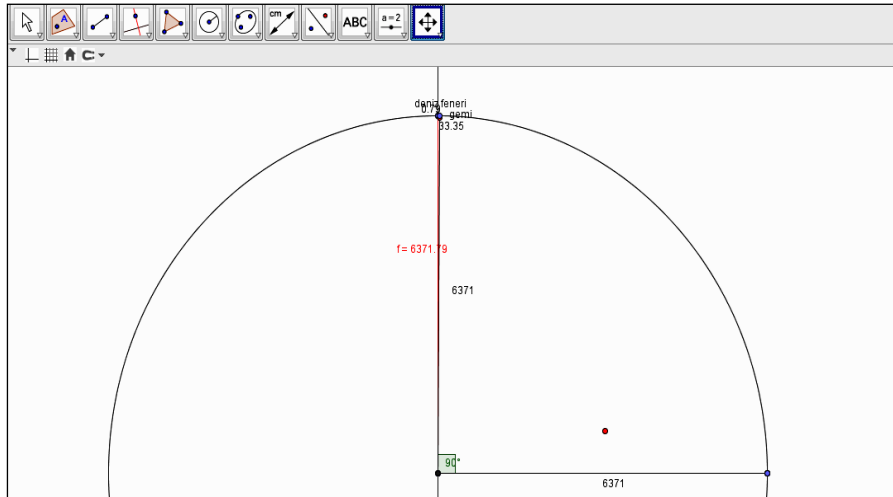 cm
ABC
a=2
A
deniz feneri
0.79
gemi
33.35
f = 6371.79
6371
90°
6371